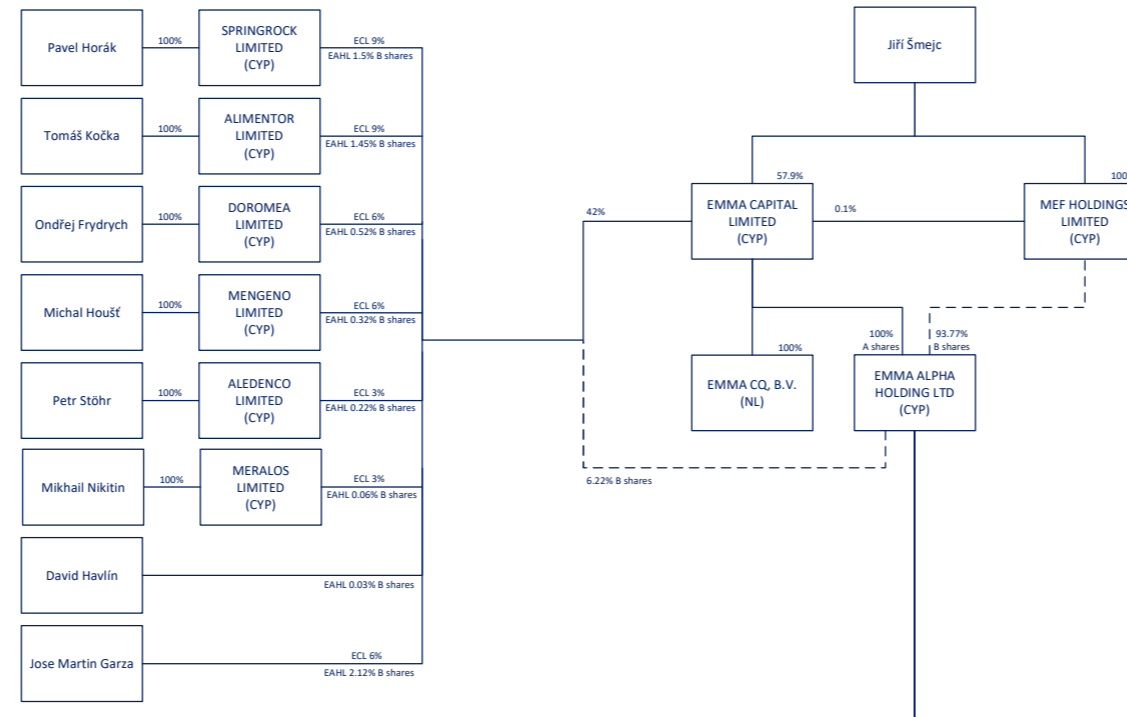 Pavel Horák
100%
SPRINGROCK
LIMITED
(CYP)
ECL 9%
EAHL 1.5% B shares
Tomáš Kočka
100%
ALIMENTOR
LIMITED
(CYP)
ECL 9%
EAHL 1.45% B shares
Ondřej Frydrych
100%
DOROMEA
LIMITED
(CYP)
ECL 6%
EAHL 0.52% B shares
Michal Houšť
100%
MENGENO
LIMITED
(CYP)
ECL 6%
EAHL 0.32% B shares
Petr Stöhr
100%
ALEDENCO
LIMITED
(CYP)
ECL 3%
EAHL 0.22% B shares
Mikhail Nikitin
100%
MERALOS
LIMITED
(CYP)
ECL 3%
EAHL 0.06% B shares
David Havlín
EAHL 0.03% B shares
Jose Martin Garza
ECL 6%
EAHL 2.12% B shares
Jiří Šmejc
57.9%
100
42%
EMMA CAPITAL
LIMITED
(CYP)
0.1%
MEF HOLDINGS
LIMITED
(CYP)
100%
EMMA CQ, B.V.
(NL)
100%
A shares
93.77%
B shares
EMMA ALPHA
HOLDING LTD
(CYP)
6.22% B shares